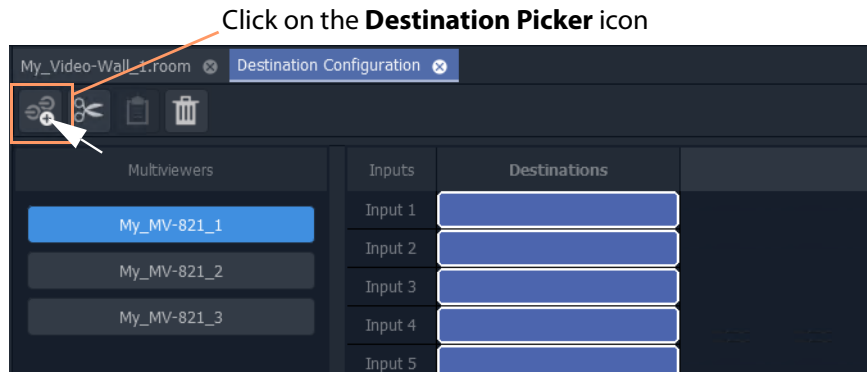 Click on the Destination Picker icon
My_Video-Wall_1.room Destination Configuration
Multiviewers Inputs Destinations
My_MV-821_1
My_MV-821_2
My_MV-821_3
Input 1
Input 2
Input 3
Input 4
Input 5